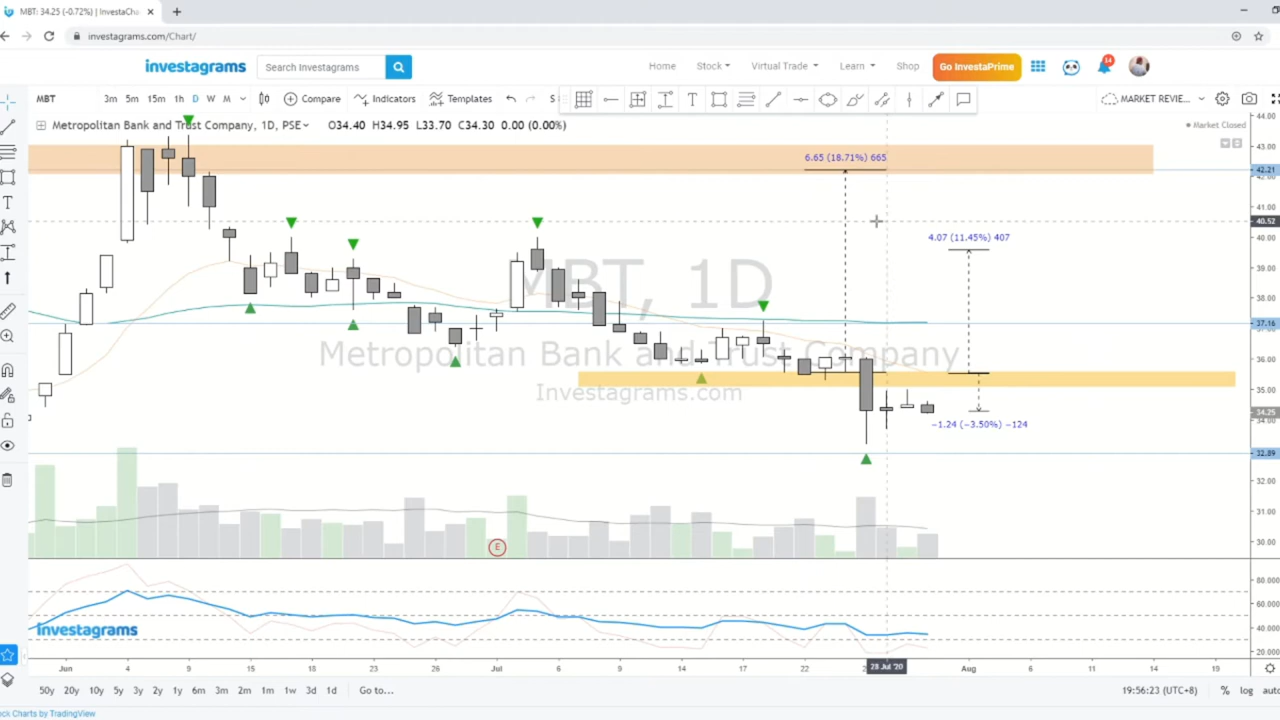 MBT: 34.25 (-0.72%) | InvestaCha
investagrams.com/Chart/
investagrams
Search Investagrams
Home
Stock
Virtual Trade
Learn
Shop
Go InvestaPrime
14
MBT
3m 5m 15m 1h D W M
Compare
Indicators
Templates
S
T
MARKET REVIE...
Metropolitan Bank and Trust Company, 1D, PSE
O34.40 H34.95 L33.70 C34.30 0.00 (0.00%)
Market Closed
44.00
43.00
42.21
42.00
41.00
40.52
40.00
39.00
38.00
37.16
36.00
35.00
34.25
34.00
32.89
32.00
31.00
30.00
80.0000
60.0000
40.0000
20.0000
6.65 (18.71%) 665
4.07 (11.45%) 407
−1.24 (−3.50%) −124
MBT, 1D
Metropolitan Bank and Trust Company
Investagrams.com
E
investagrams
Jun 4 9 15 18 23 26 Jul 6 9 14 17 22 28 Jul '20 Aug 6 11 14 19
50y 20y 10y 5y 3y 2y 1y 6m 3m 2m 1m 1w 3d 1d Go to...
19:56:23 (UTC+8) % log auto
ock Charts by TradingView